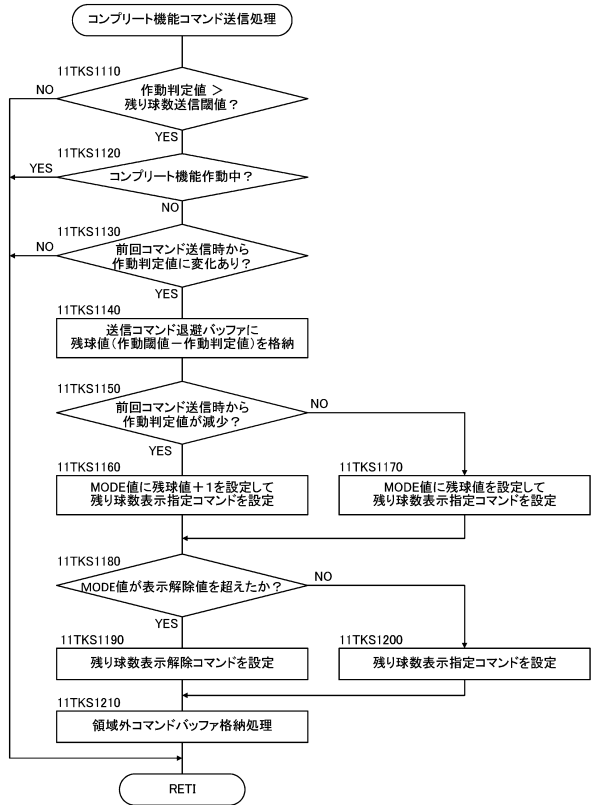 コンプリート機能コマンド送信処理
11TKS1110
作動判定値 ＞
残り球数送信閾値？
NO
YES
11TKS1120
コンプリート機能作動中？
YES
NO
11TKS1130
前回コマンド送信時から
作動判定値に変化あり？
NO
YES
11TKS1140
送信コマンド退避バッファに
残球値（作動閾値－作動判定値）を格納
11TKS1150
前回コマンド送信時から
作動判定値が減少？
NO
YES
11TKS1160
MODE値に残球値＋１を設定して
残り球数表示指定コマンドを設定
11TKS1170
MODE値に残球値を設定して
残り球数表示指定コマンドを設定
11TKS1180
MODE値が表示解除値を超えたか？
NO
YES
11TKS1190
残り球数表示解除コマンドを設定
11TKS1200
残り球数表示指定コマンドを設定
11TKS1210
領域外コマンドバッファ格納処理
RETI